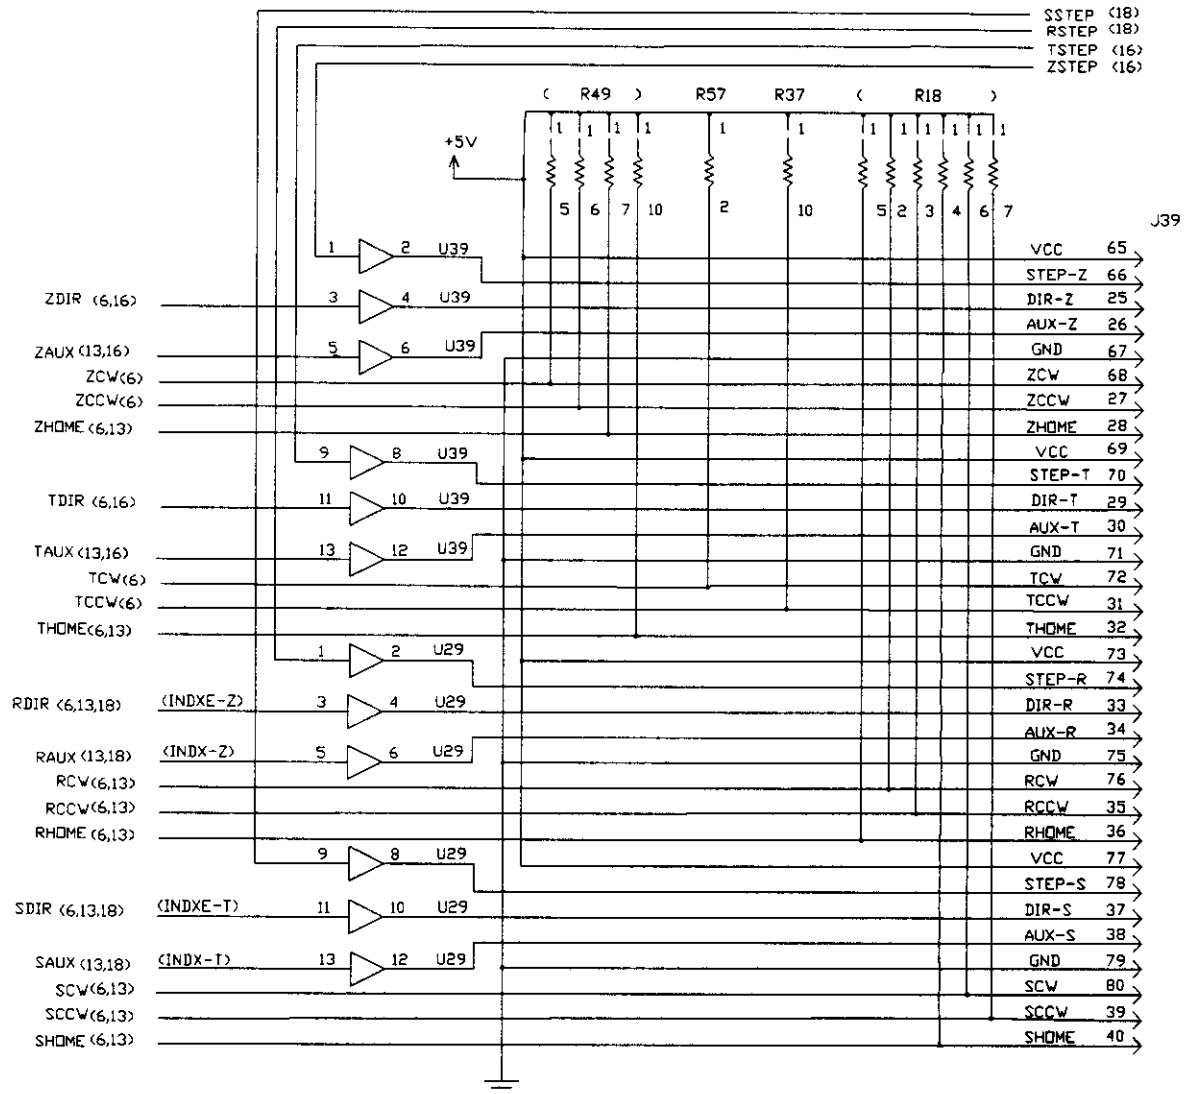 SSTEP (18)
RSTEP (18)
TSTEP (16)
ZSTEP (16)
( R49 ) R57 R37 ( R18 )
1 1 1 1 1 1 1 1 1 1 1 1
+5V
5 6 7 10 2 10 5 2 3 4 6 7
J39
1 2 U39 VCC 65
STEP-Z 66
ZDIR (6,16) 3 4 U39 DIR-Z 25
AUX-Z 26
ZAUX (13,16) 5 6 U39 GND 67
ZCW(6) ZCW 68
ZCCW(6) ZCCW 27
ZHOME (6,13) ZHOME 28
9 8 U39 VCC 69
STEP-T 70
TDIR (6,16) 11 10 U39 DIR-T 29
AUX-T 30
TAUX (13,16) 13 12 U39 GND 71
TCW(6) TCW 72
TCCW(6) TCCW 31
THOME(6,13) THOME 32
1 2 U29 VCC 73
STEP-R 74
RDIR (6,13,18) (INDXE-Z) 3 4 U29 DIR-R 33
AUX-R 34
RAUX (13,18) (INDX-Z) 5 6 U29 GND 75
RCW(6,13) RCW 76
RCCW(6,13) RCCW 35
RHOME (6,13) RHOME 36
9 8 U29 VCC 77
STEP-S 78
SDIR (6,13,18) (INDXE-T) 11 10 U29 DIR-S 37
AUX-S 38
SAUX (13,18) (INDX-T) 13 12 U29 GND 79
SCW(6,13) SCW 80
SCCW(6,13) SCCW 39
SHOME (6,13) SHOME 40